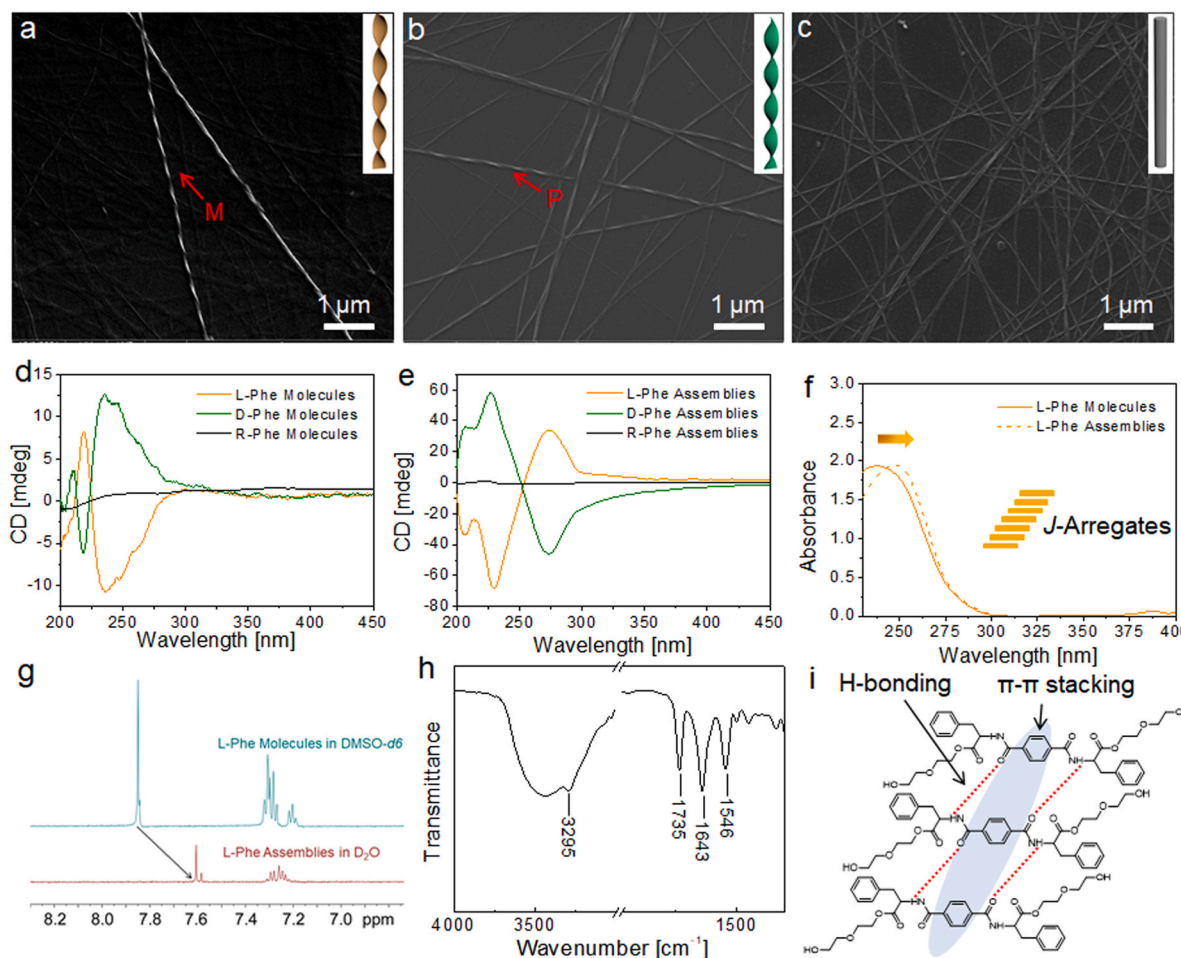 a
M
1 µm
b
P
1 µm
c
1 µm
d
15
10
5
0
-5
-10
CD [mdeg]
L-Phe Molecules
D-Phe Molecules
R-Phe Molecules
200 250 300 350 400 450
Wavelength [nm]
e
60
40
20
0
-20
-40
-60
-80
CD [mdeg]
L-Phe Assemblies
D-Phe Assemblies
R-Phe Assemblies
200 250 300 350 400 450
Wavelength [nm]
f
3.0
2.5
2.0
1.5
1.0
0.5
0.0
Absorbance
L-Phe Molecules
L-Phe Assemblies
J-Arregates
250 275 300 325 350 375 400
Wavelength [nm]
g
L-Phe Molecules in DMSO-d6
L-Phe Assemblies in D₂O
8.2 8.0 7.8 7.6 7.4 7.2 7.0 ppm
h
Transmittance
3295
1735
1643
1546
4000 3500 1500
Wavenumber [cm⁻¹]
i
H-bonding
π-π stacking